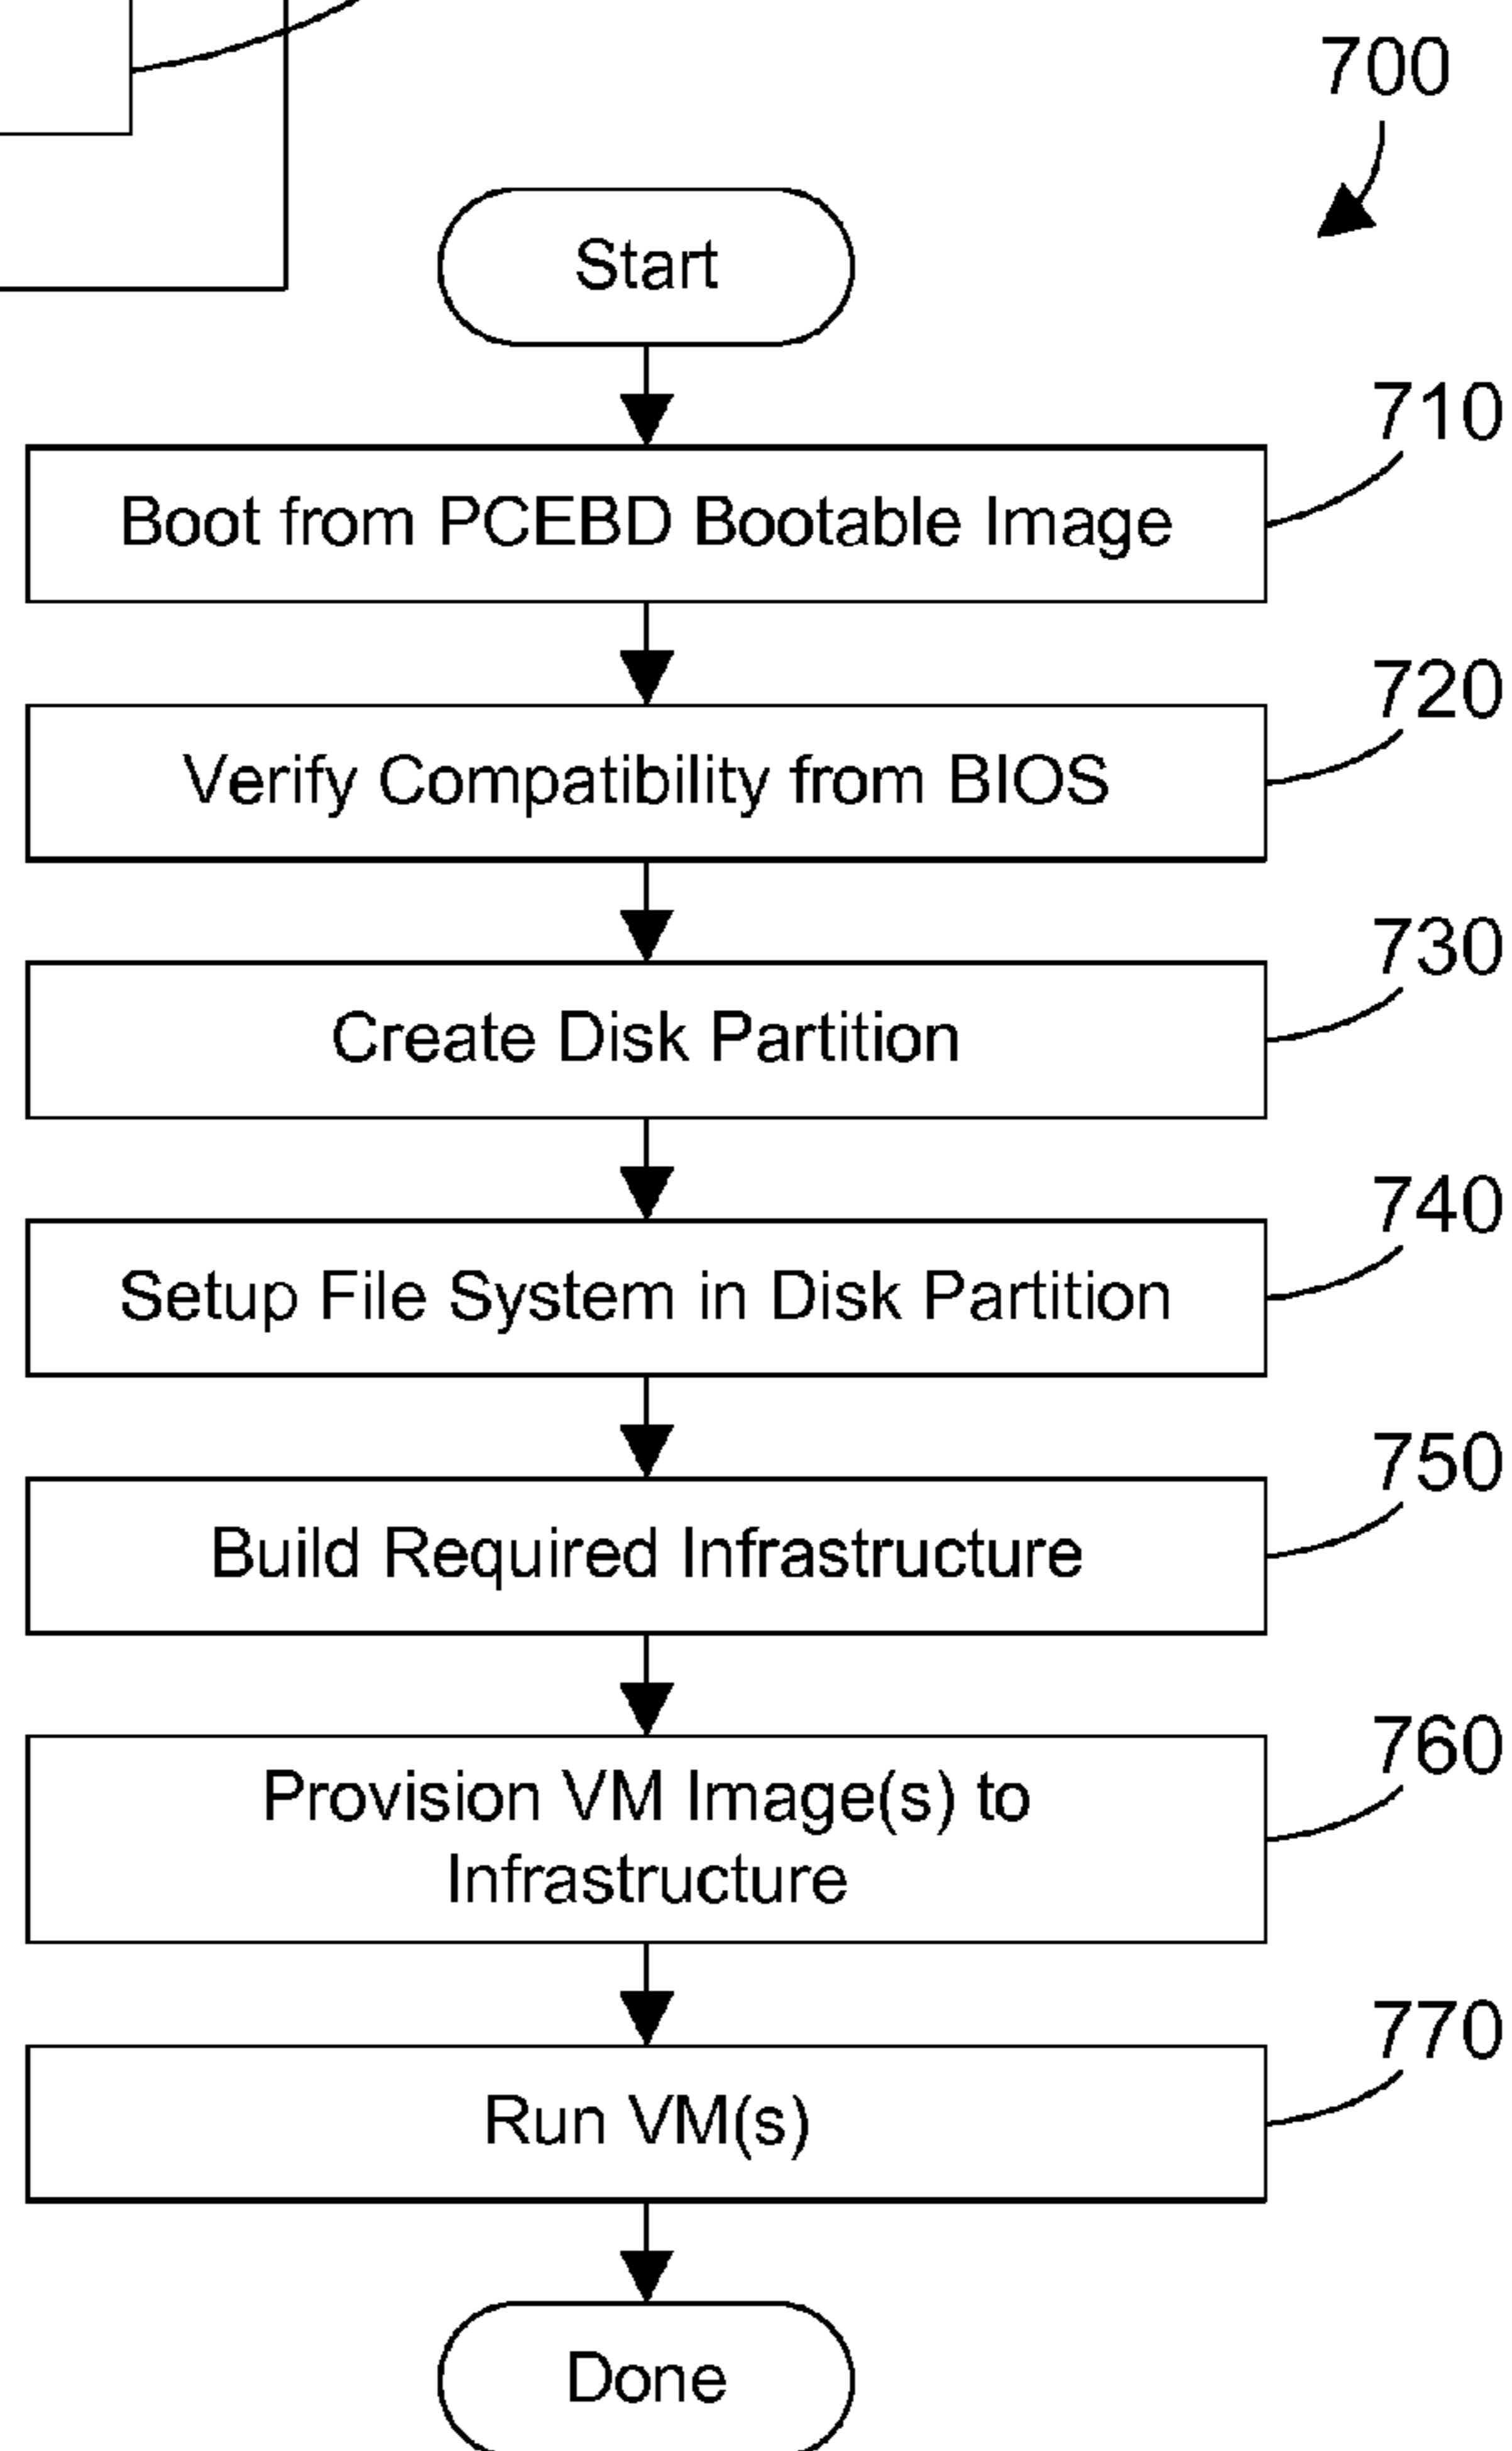 700
Start
710
Boot from PCEBD Bootable Image
720
Verify Compatibility from BIOS
730
Create Disk Partition
740
Setup File System in Disk Partition
750
Build Required Infrastructure
760
Provision VM Image(s) to
Infrastructure
770
Run VM(s)
Done